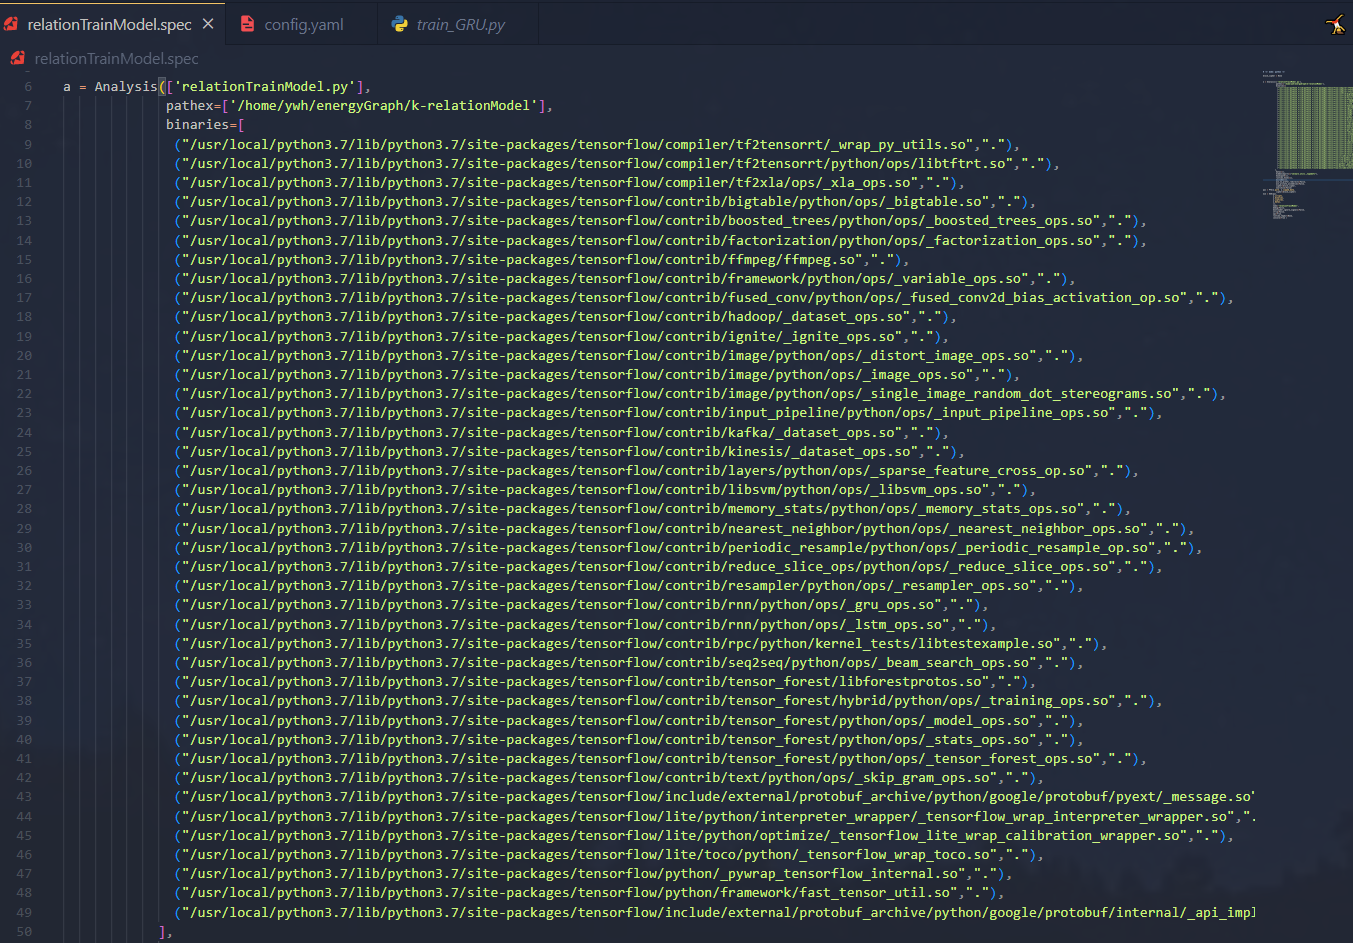 relationTrainModel.spec config.yaml train_GRU.py
relationTrainModel.spec
6 a = Analysis(['relationTrainModel.py'],
7 pathex=['/home/ywh/energyGraph/k-relationModel'],
8 binaries=[
9 ("/usr/local/python3.7/lib/python3.7/site-packages/tensorflow/compiler/tf2tensorrt/_wrap_py_utils.so","."),
10 ("/usr/local/python3.7/lib/python3.7/site-packages/tensorflow/compiler/tf2tensorrt/python/ops/libtftrt.so","."),
11 ("/usr/local/python3.7/lib/python3.7/site-packages/tensorflow/compiler/tf2xla/ops/_xla_ops.so","."),
12 ("/usr/local/python3.7/lib/python3.7/site-packages/tensorflow/contrib/bigtable/python/ops/_bigtable.so","."),
13 ("/usr/local/python3.7/lib/python3.7/site-packages/tensorflow/contrib/boosted_trees/python/ops/_boosted_trees_ops.so","."),
14 ("/usr/local/python3.7/lib/python3.7/site-packages/tensorflow/contrib/factorization/python/ops/_factorization_ops.so","."),
15 ("/usr/local/python3.7/lib/python3.7/site-packages/tensorflow/contrib/ffmpeg/ffmpeg.so","."),
16 ("/usr/local/python3.7/lib/python3.7/site-packages/tensorflow/contrib/framework/python/ops/_variable_ops.so","."),
17 ("/usr/local/python3.7/lib/python3.7/site-packages/tensorflow/contrib/fused_conv/python/ops/_fused_conv2d_bias_activation_op.so","."),
18 ("/usr/local/python3.7/lib/python3.7/site-packages/tensorflow/contrib/hadoop/_dataset_ops.so","."),
19 ("/usr/local/python3.7/lib/python3.7/site-packages/tensorflow/contrib/ignite/_ignite_ops.so","."),
20 ("/usr/local/python3.7/lib/python3.7/site-packages/tensorflow/contrib/image/python/ops/_distort_image_ops.so","."),
21 ("/usr/local/python3.7/lib/python3.7/site-packages/tensorflow/contrib/image/python/ops/_image_ops.so","."),
22 ("/usr/local/python3.7/lib/python3.7/site-packages/tensorflow/contrib/image/python/ops/_single_image_random_dot_stereograms.so","."),
23 ("/usr/local/python3.7/lib/python3.7/site-packages/tensorflow/contrib/input_pipeline/python/ops/_input_pipeline_ops.so","."),
24 ("/usr/local/python3.7/lib/python3.7/site-packages/tensorflow/contrib/kafka/_dataset_ops.so","."),
25 ("/usr/local/python3.7/lib/python3.7/site-packages/tensorflow/contrib/kinesis/_dataset_ops.so","."),
26 ("/usr/local/python3.7/lib/python3.7/site-packages/tensorflow/contrib/layers/python/ops/_sparse_feature_cross_op.so","."),
27 ("/usr/local/python3.7/lib/python3.7/site-packages/tensorflow/contrib/libsvm/python/ops/_libsvm_ops.so","."),
28 ("/usr/local/python3.7/lib/python3.7/site-packages/tensorflow/contrib/memory_stats/python/ops/_memory_stats_ops.so","."),
29 ("/usr/local/python3.7/lib/python3.7/site-packages/tensorflow/contrib/nearest_neighbor/python/ops/_nearest_neighbor_ops.so","."),
30 ("/usr/local/python3.7/lib/python3.7/site-packages/tensorflow/contrib/periodic_resample/python/ops/_periodic_resample_op.so","."),
31 ("/usr/local/python3.7/lib/python3.7/site-packages/tensorflow/contrib/reduce_slice_ops/python/ops/_reduce_slice_ops.so","."),
32 ("/usr/local/python3.7/lib/python3.7/site-packages/tensorflow/contrib/resampler/python/ops/_resampler_ops.so","."),
33 ("/usr/local/python3.7/lib/python3.7/site-packages/tensorflow/contrib/rnn/python/ops/_gru_ops.so","."),
34 ("/usr/local/python3.7/lib/python3.7/site-packages/tensorflow/contrib/rnn/python/ops/_lstm_ops.so","."),
35 ("/usr/local/python3.7/lib/python3.7/site-packages/tensorflow/contrib/rpc/python/kernel_tests/libtestexample.so","."),
36 ("/usr/local/python3.7/lib/python3.7/site-packages/tensorflow/contrib/seq2seq/python/ops/_beam_search_ops.so","."),
37 ("/usr/local/python3.7/lib/python3.7/site-packages/tensorflow/contrib/tensor_forest/libforestprotos.so","."),
38 ("/usr/local/python3.7/lib/python3.7/site-packages/tensorflow/contrib/tensor_forest/hybrid/python/ops/_training_ops.so","."),
39 ("/usr/local/python3.7/lib/python3.7/site-packages/tensorflow/contrib/tensor_forest/python/ops/_model_ops.so","."),
40 ("/usr/local/python3.7/lib/python3.7/site-packages/tensorflow/contrib/tensor_forest/python/ops/_stats_ops.so","."),
41 ("/usr/local/python3.7/lib/python3.7/site-packages/tensorflow/contrib/tensor_forest/python/ops/_tensor_forest_ops.so","."),
42 ("/usr/local/python3.7/lib/python3.7/site-packages/tensorflow/contrib/text/python/ops/_skip_gram_ops.so","."),
43 ("/usr/local/python3.7/lib/python3.7/site-packages/tensorflow/include/external/protobuf_archive/python/google/protobuf/pyext/_message.so"
44 ("/usr/local/python3.7/lib/python3.7/site-packages/tensorflow/lite/python/interpreter_wrapper/_tensorflow_wrap_interpreter_wrapper.so",".
45 ("/usr/local/python3.7/lib/python3.7/site-packages/tensorflow/lite/python/optimize/_tensorflow_lite_wrap_calibration_wrapper.so","."),
46 ("/usr/local/python3.7/lib/python3.7/site-packages/tensorflow/lite/toco/python/_tensorflow_wrap_toco.so","."),
47 ("/usr/local/python3.7/lib/python3.7/site-packages/tensorflow/python/_pywrap_tensorflow_internal.so","."),
48 ("/usr/local/python3.7/lib/python3.7/site-packages/tensorflow/python/framework/fast_tensor_util.so","."),
49 ("/usr/local/python3.7/lib/python3.7/site-packages/tensorflow/include/external/protobuf_archive/python/google/protobuf/internal/_api_impl
50 ],